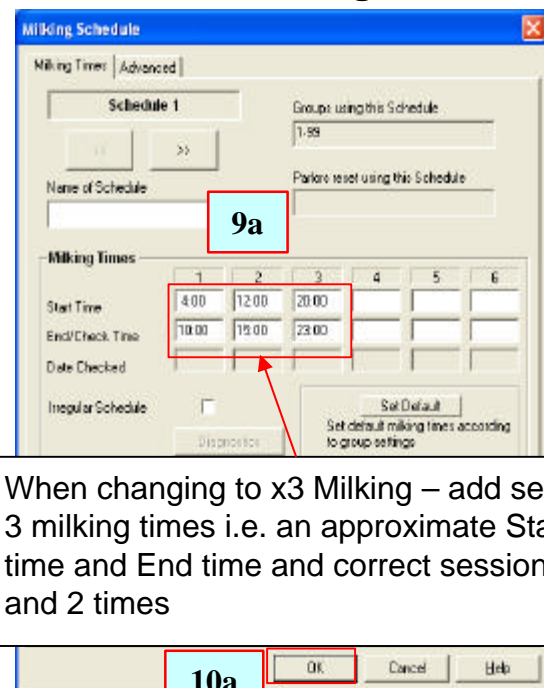 Milking Schedule
Milking Times Advanced
Schedule 1
Groups using this Schedule
1-99
<< >>
Parlors reset using this Schedule
Name of Schedule
9a
Milking Times
1 2 3 4 5 6
Start Time 4:00 12:00 20:00
End/Check Time 10:00 23:00
Date Checked
Irregular Schedule
Set Default
Set default milking times according
to group settings
Diagnostics
When changing to x3 Milking – add se
3 milking times i.e. an approximate Sta
time and End time and correct session
and 2 times
10a
OK Cancel Help